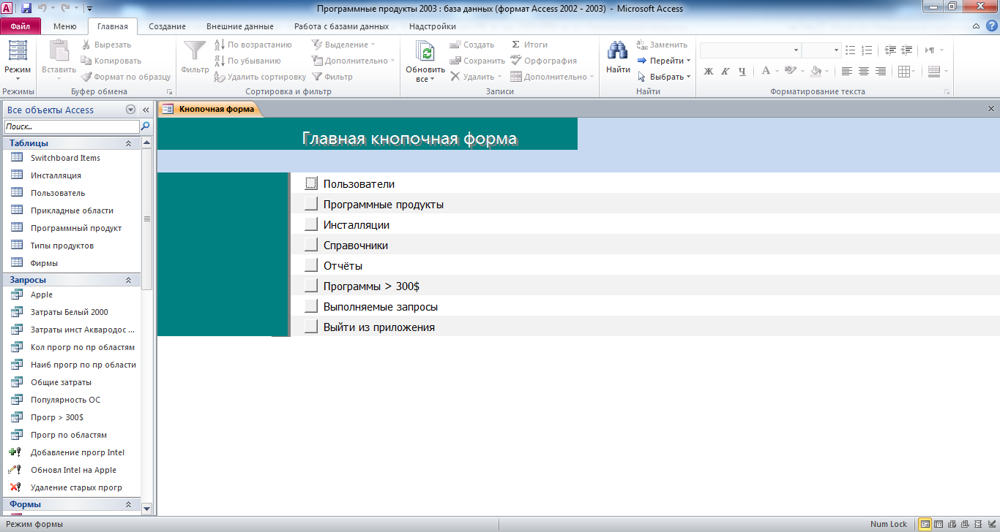 Программные продукты 2003 : база данных (формат Access 2002 - 2003) - Microsoft Access
Файл Меню Главная Создание Внешние данные Работа с базами данных Надстройки
Режим
Режимы
Вставить
Вырезать
Копировать
Формат по образцу
Буфер обмена
Фильтр
По возрастанию
По убыванию
Удалить сортировку
Выделение
Дополнительно
Фильтр
Сортировка и фильтр
Обновить
все
Создать
Сохранить
Удалить
Итоги
Орфография
Дополнительно
Записи
Найти
Заменить
Перейти
Выбрать
Найти
Ж К Ч А
Форматирование текста
Все объекты Access
Поиск...
Таблицы
Switchboard Items
Инсталляция
Пользователь
Прикладные области
Программный продукт
Типы продуктов
Фирмы
Запросы
Apple
Затраты Белый 2000
Затраты инст Аквародос ...
Кол прогр по пр областям
Наиб прогр по пр области
Общие затраты
Популярность ОС
Прогр > 300$
Прогр по областям
Добавление прогр Intel
Обновл Intel на Apple
Удаление старых прогр
Формы
Кнопочная форма
Главная кнопочная форма
Пользователи
Программные продукты
Инсталляции
Справочники
Отчёты
Программы > 300$
Выполняемые запросы
Выйти из приложения
Режим формы
Num Lock